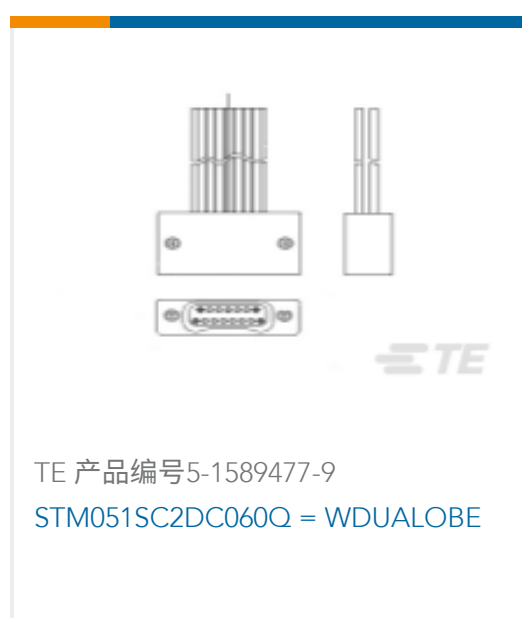 TE
TE 产品编号5-1589477-9
STM051SC2DC060Q = WDUALOBE